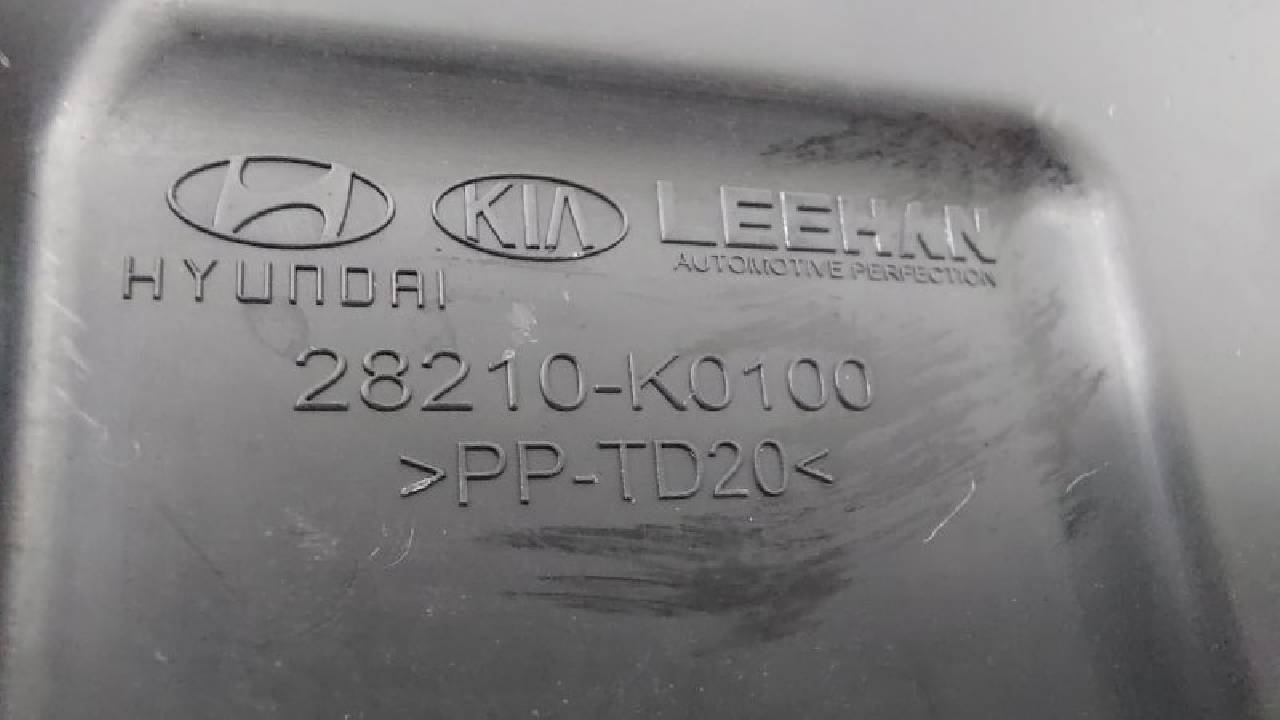 KIA LEEHAN
HYUNDAI AUTOMOTIVE PERFECTION
28210-K0100
>PP-TD20<